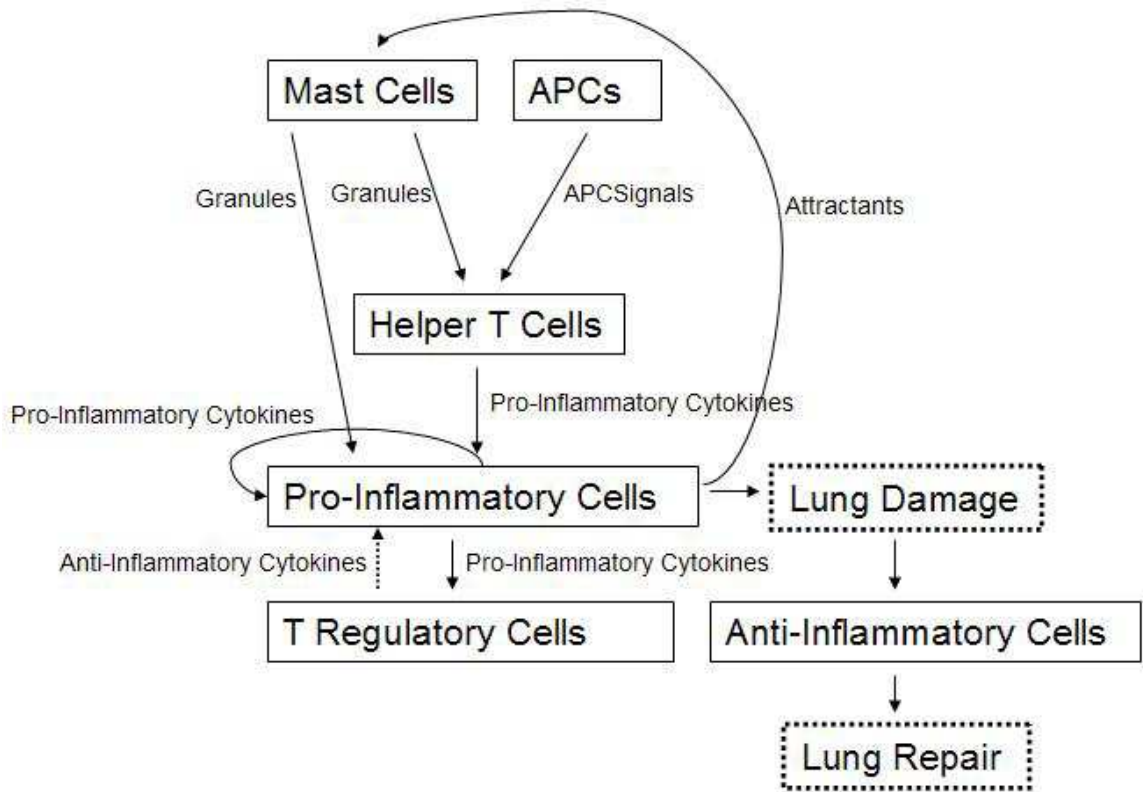 Mast Cells
APCs
Granules
Granules
APCSignals
Attractants
Helper T Cells
Pro-Inflammatory Cytokines
Pro-Inflammatory Cytokines
Pro-Inflammatory Cells
Lung Damage
Anti-Inflammatory Cytokines
Pro-Inflammatory Cytokines
T Regulatory Cells
Anti-Inflammatory Cells
Lung Repair